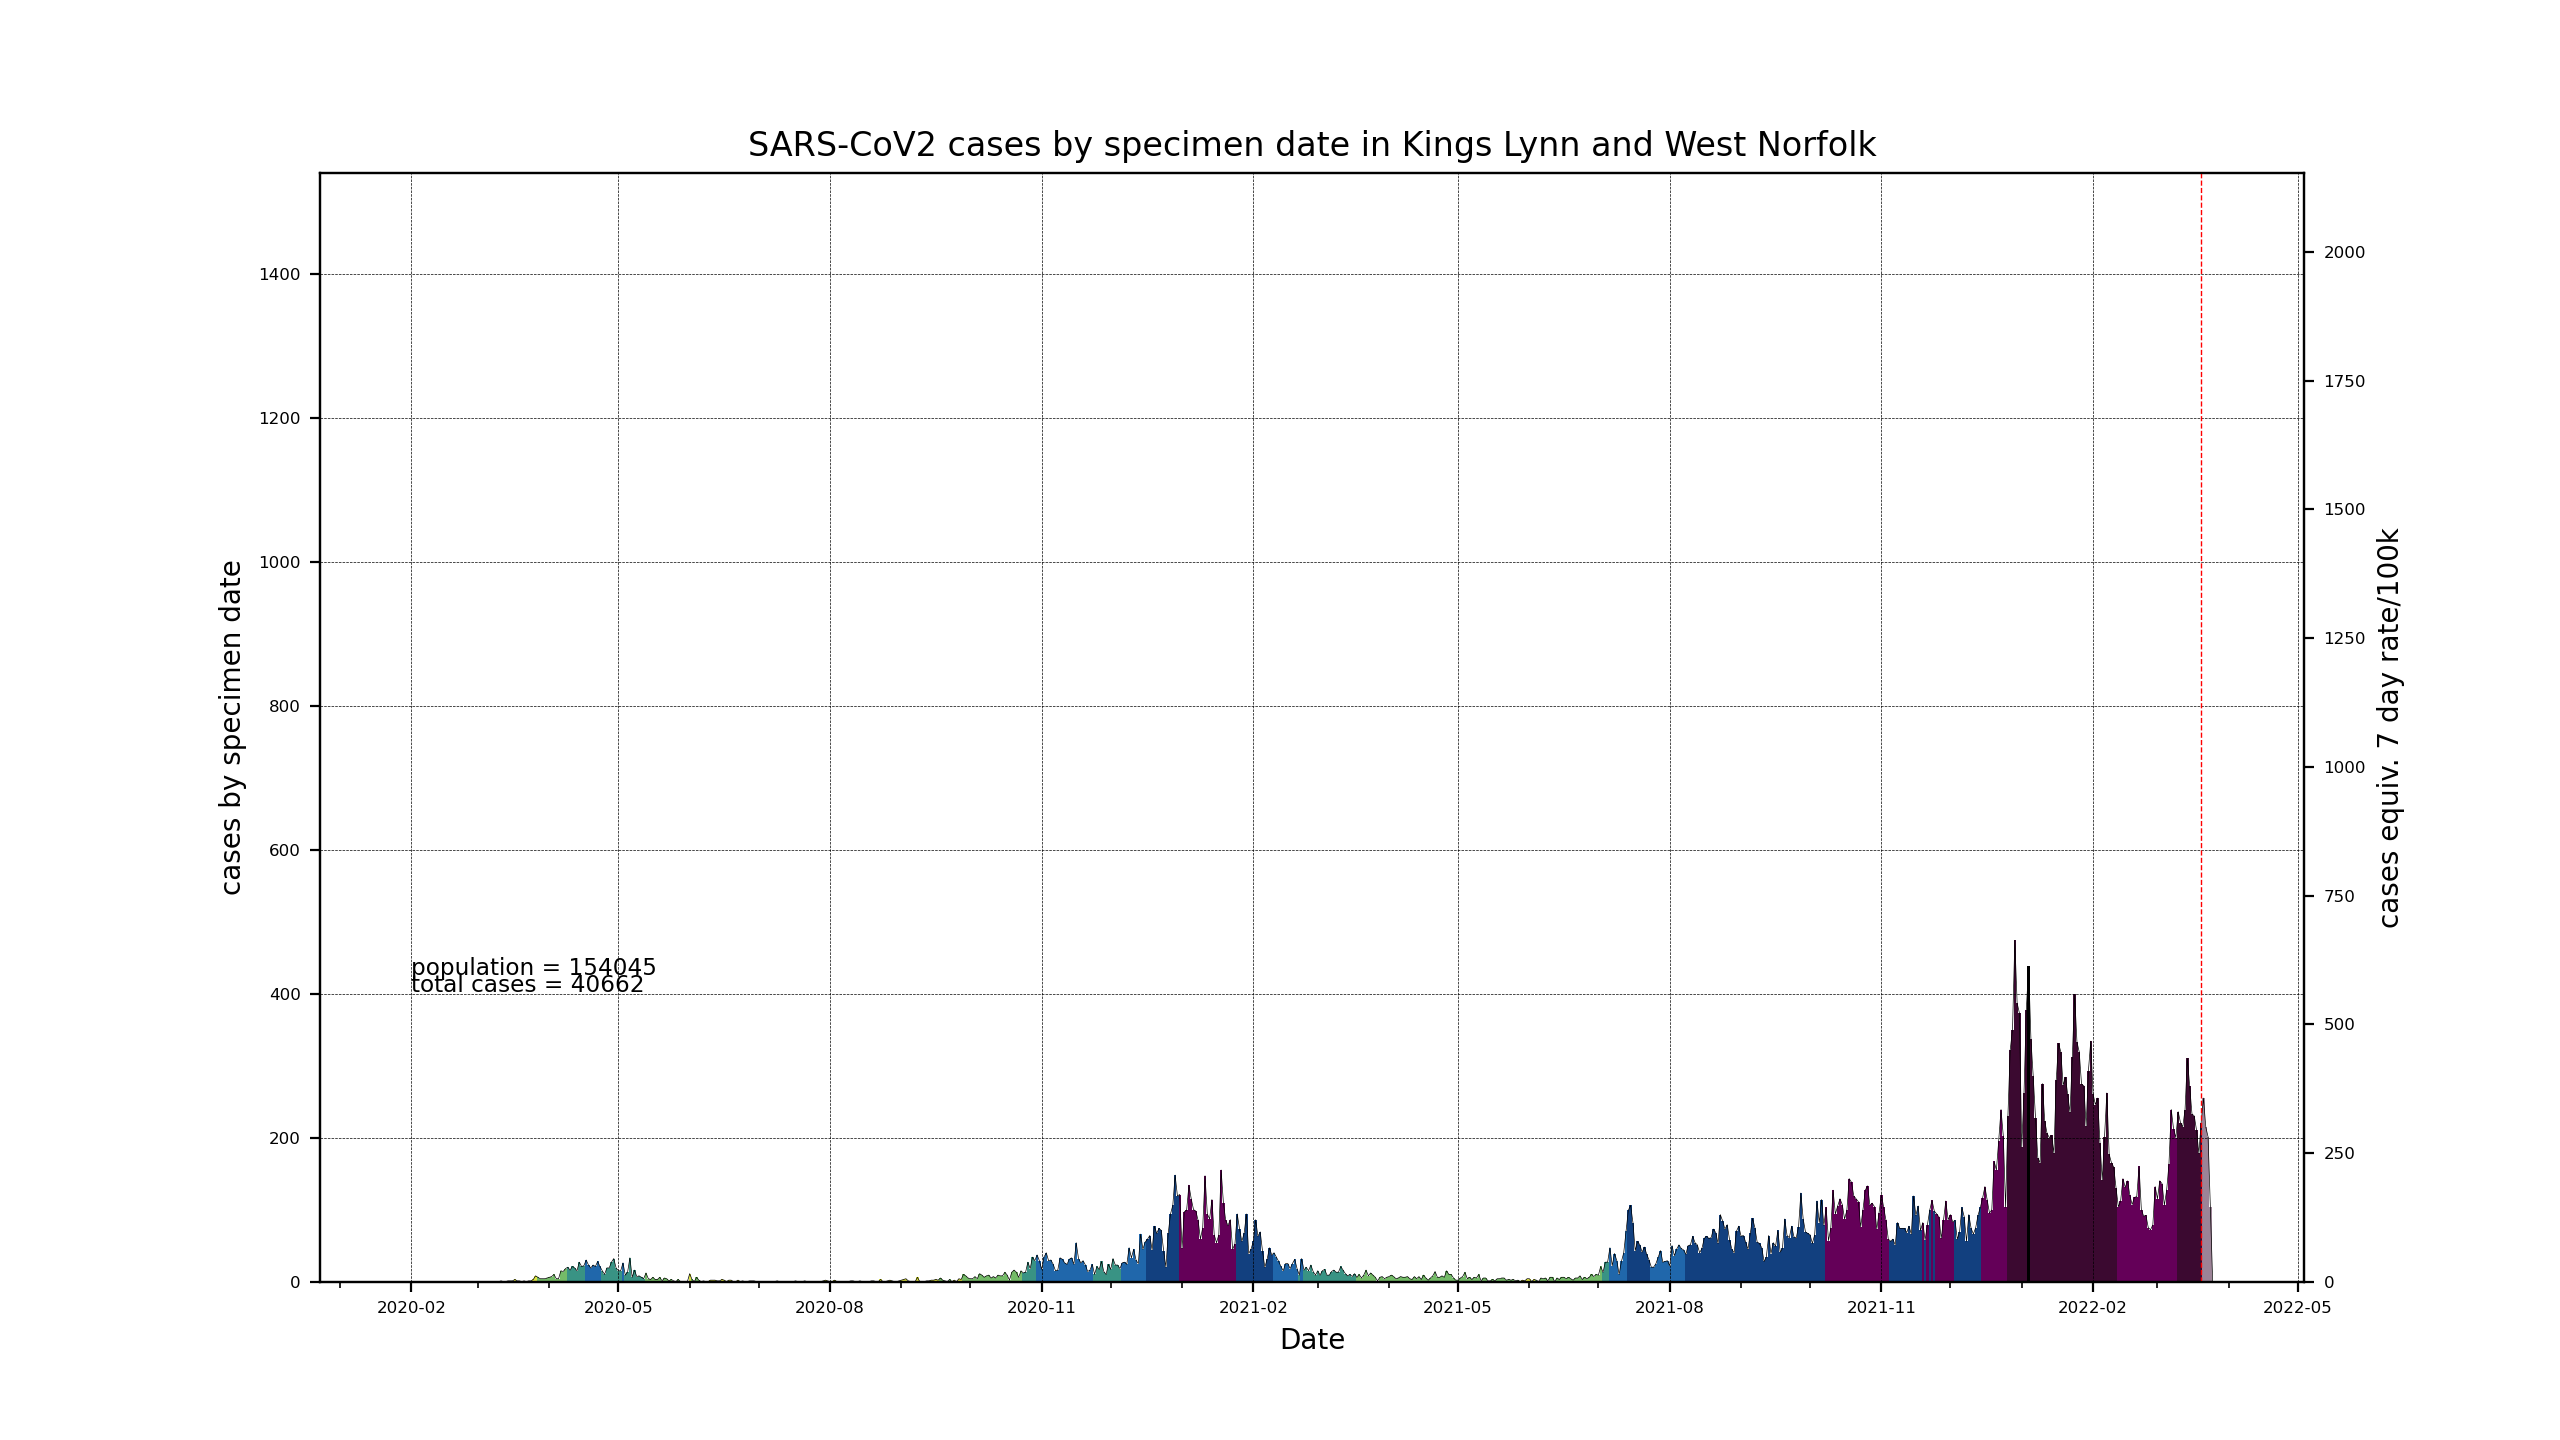 SARS-CoV2 cases by specimen date in Kings Lynn and West Norfolk
cases by specimen date
1400
1200
1000
800
600
400
200
0
population = 154045
total cases = 40662
2000
1750
1500
1250
1000
750
500
250
0
cases equiv. 7 day rate/100k
2020-02 2020-05 2020-08 2020-11 2021-02 2021-05 2021-08 2021-11 2022-02 2022-05
Date